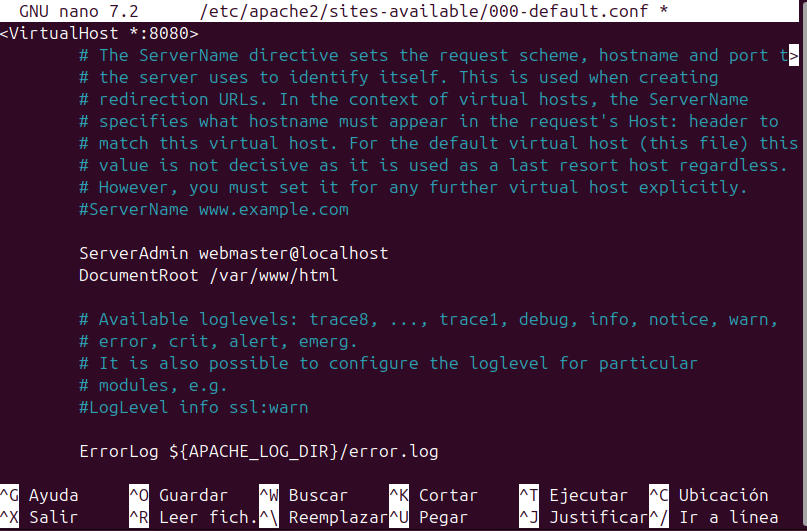 GNU nano 7.2 /etc/apache2/sites-available/000-default.conf *
<VirtualHost *:8080>
# The ServerName directive sets the request scheme, hostname and port t>
# the server uses to identify itself. This is used when creating
# redirection URLs. In the context of virtual hosts, the ServerName
# specifies what hostname must appear in the request's Host: header to
# match this virtual host. For the default virtual host (this file) this
# value is not decisive as it is used as a last resort host regardless.
# However, you must set it for any further virtual host explicitly.
#ServerName www.example.com
ServerAdmin webmaster@localhost
DocumentRoot /var/www/html
# Available loglevels: trace8, ..., trace1, debug, info, notice, warn,
# error, crit, alert, emerg.
# It is also possible to configure the loglevel for particular
# modules, e.g.
#LogLevel info ssl:warn
ErrorLog ${APACHE_LOG_DIR}/error.log
^G Ayuda ^O Guardar ^W Buscar ^K Cortar ^T Ejecutar ^C Ubicación
^X Salir ^R Leer fich. ^\ Reemplazar ^U Pegar ^J Justificar ^/ Ir a línea